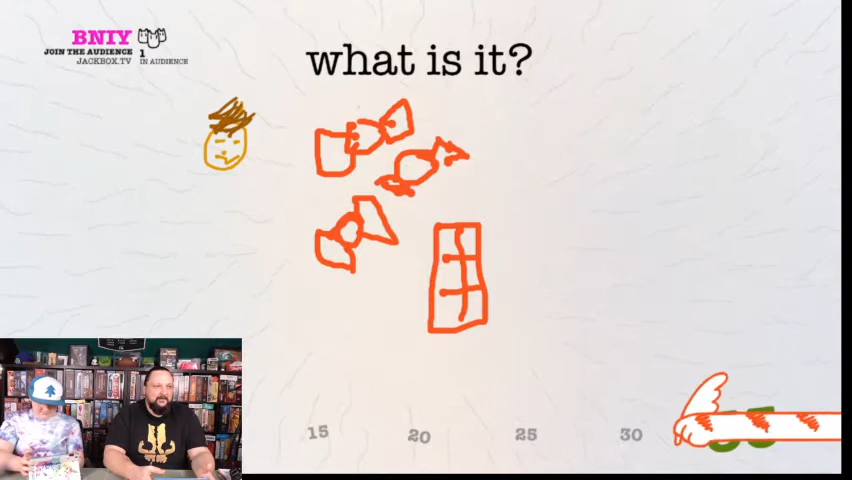 BNIY
JOIN THE AUDIENCE
JACKBOX.TV
1
IN AUDIENCE
what is it?
15 20 25 30